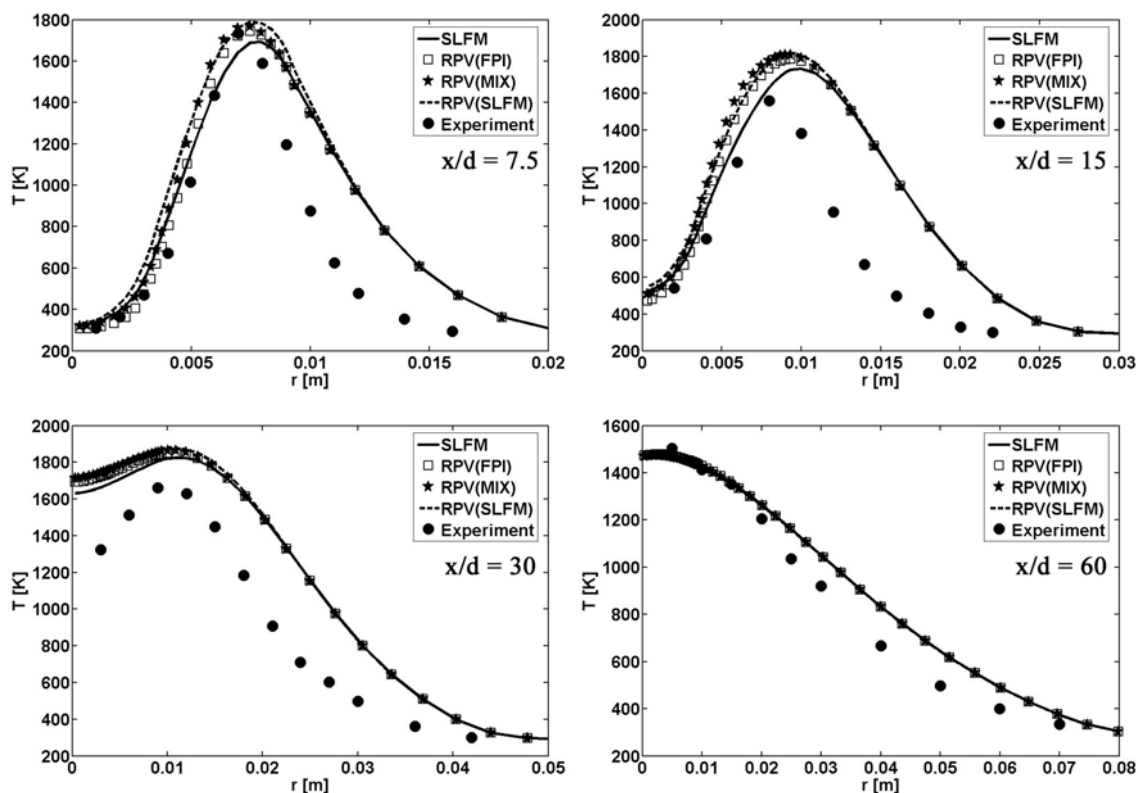 1800
1600
1400
1200
1000
800
600
400
200
T [K]
0
0.005
0.01
0.015
0.02
r [m]
SLFM
RPV(FPI)
RPV(MIX)
RPV(SLFM)
Experiment
x/d = 7.5
2000
1800
1600
1400
1200
1000
800
600
400
200
T [K]
0
0.005
0.01
0.015
0.02
0.025
0.03
r [m]
SLFM
RPV(FPI)
RPV(MIX)
RPV(SLFM)
Experiment
x/d = 15
2000
1800
1600
1400
1200
1000
800
600
400
200
T [K]
0
0.01
0.02
0.03
0.04
0.05
r [m]
SLFM
RPV(FPI)
RPV(MIX)
RPV(SLFM)
Experiment
x/d = 30
1600
1400
1200
1000
800
600
400
200
T [K]
0
0.01
0.02
0.03
0.04
0.05
0.06
0.07
0.08
r [m]
SLFM
RPV(FPI)
RPV(MIX)
RPV(SLFM)
Experiment
x/d = 60